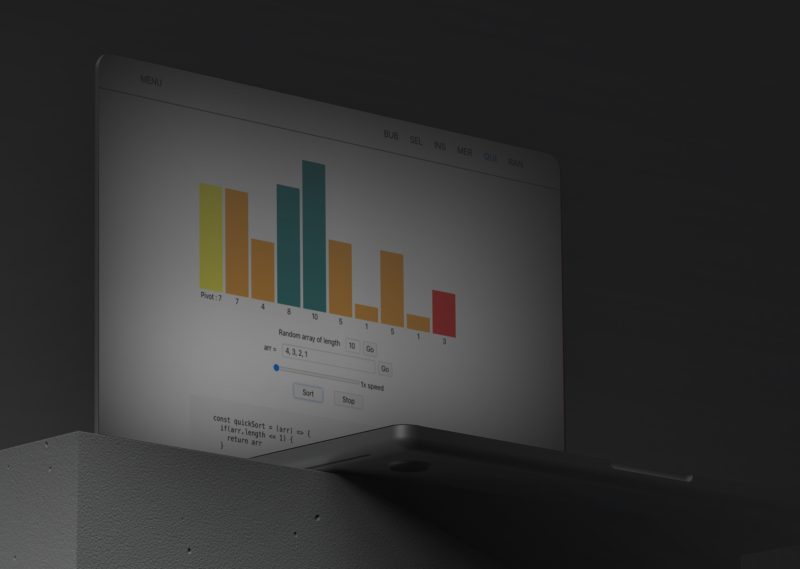 MENU
BUB SEL INS MER QUI RAN
Pivot : 7 7 4 8 10 5 1 5 1 3
Random array of length 10 Go
arr = 4, 3, 2, 1 Go
1x speed
Sort Stop
const quickSort = (arr) => {
if(arr.length <= 1) {
return arr
}